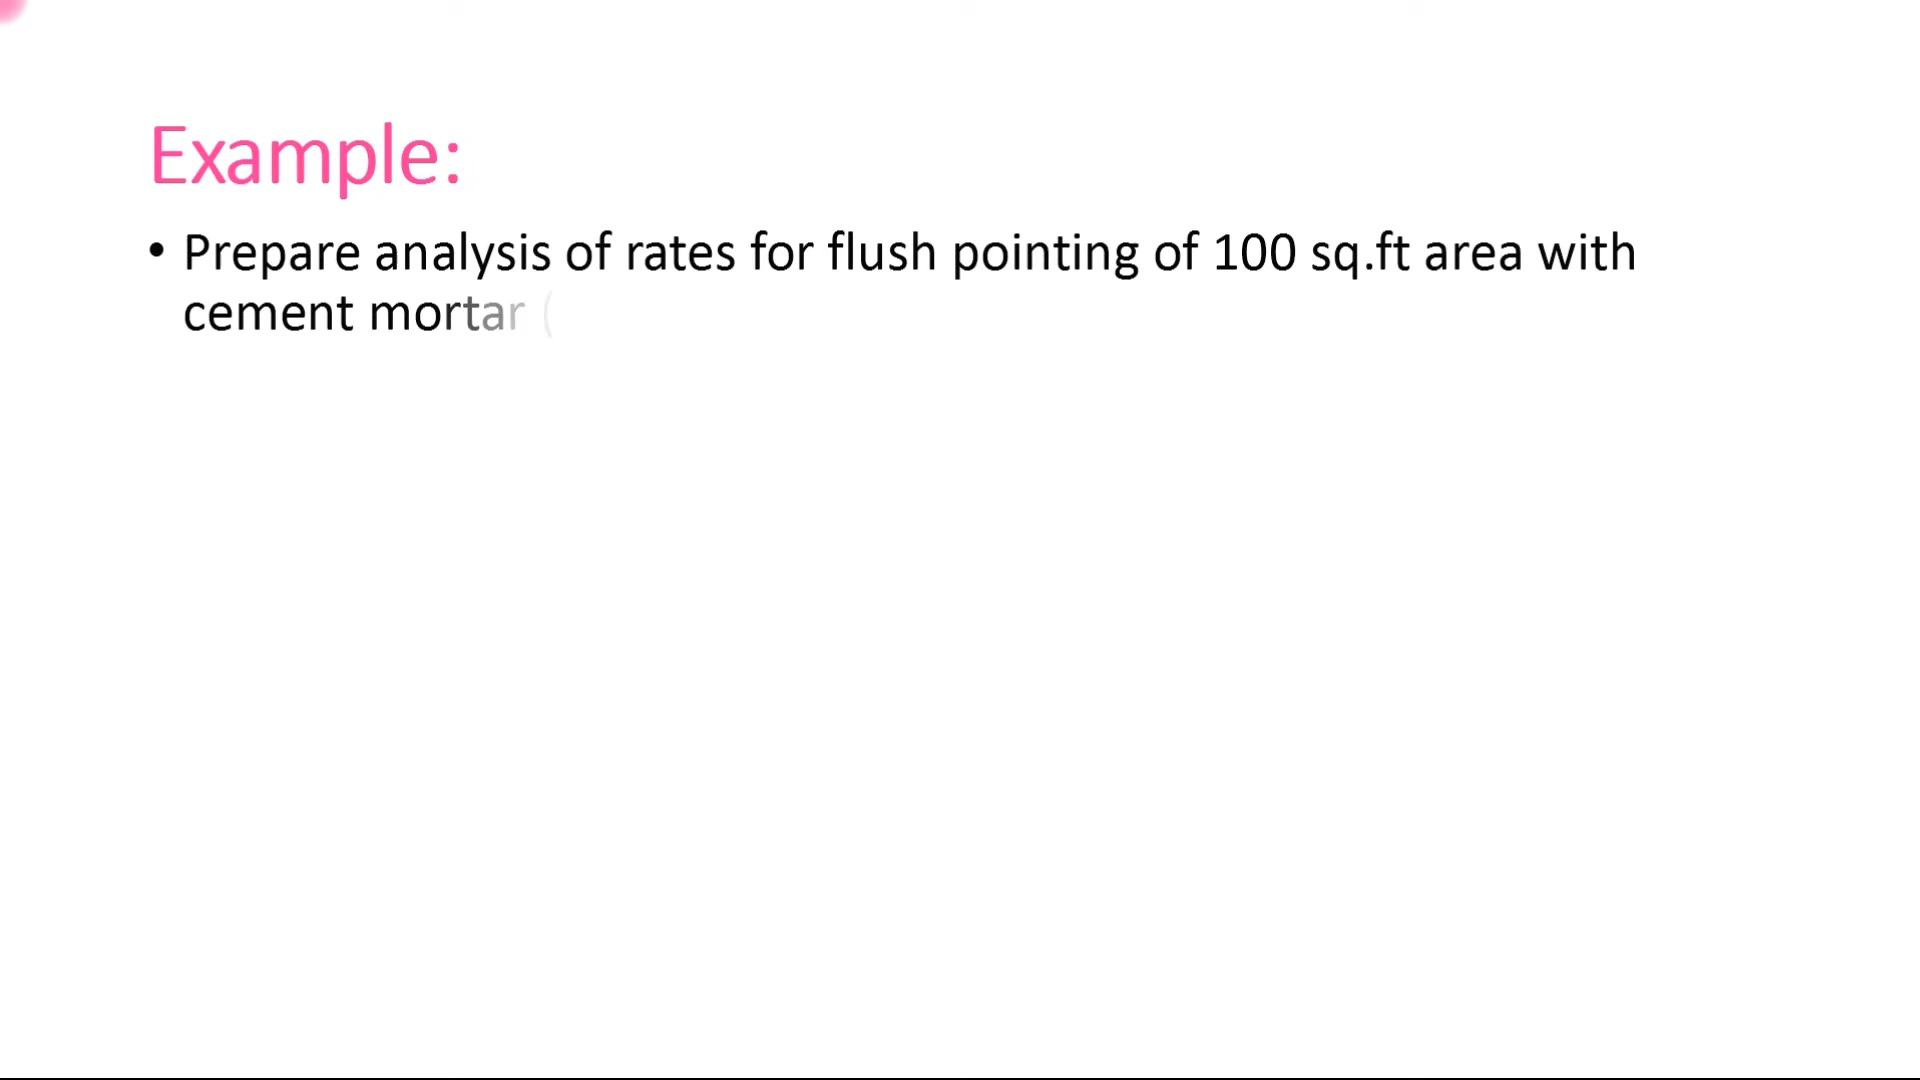 Example:
• Prepare analysis of rates for flush pointing of 100 sq.ft area with
cement mortar (